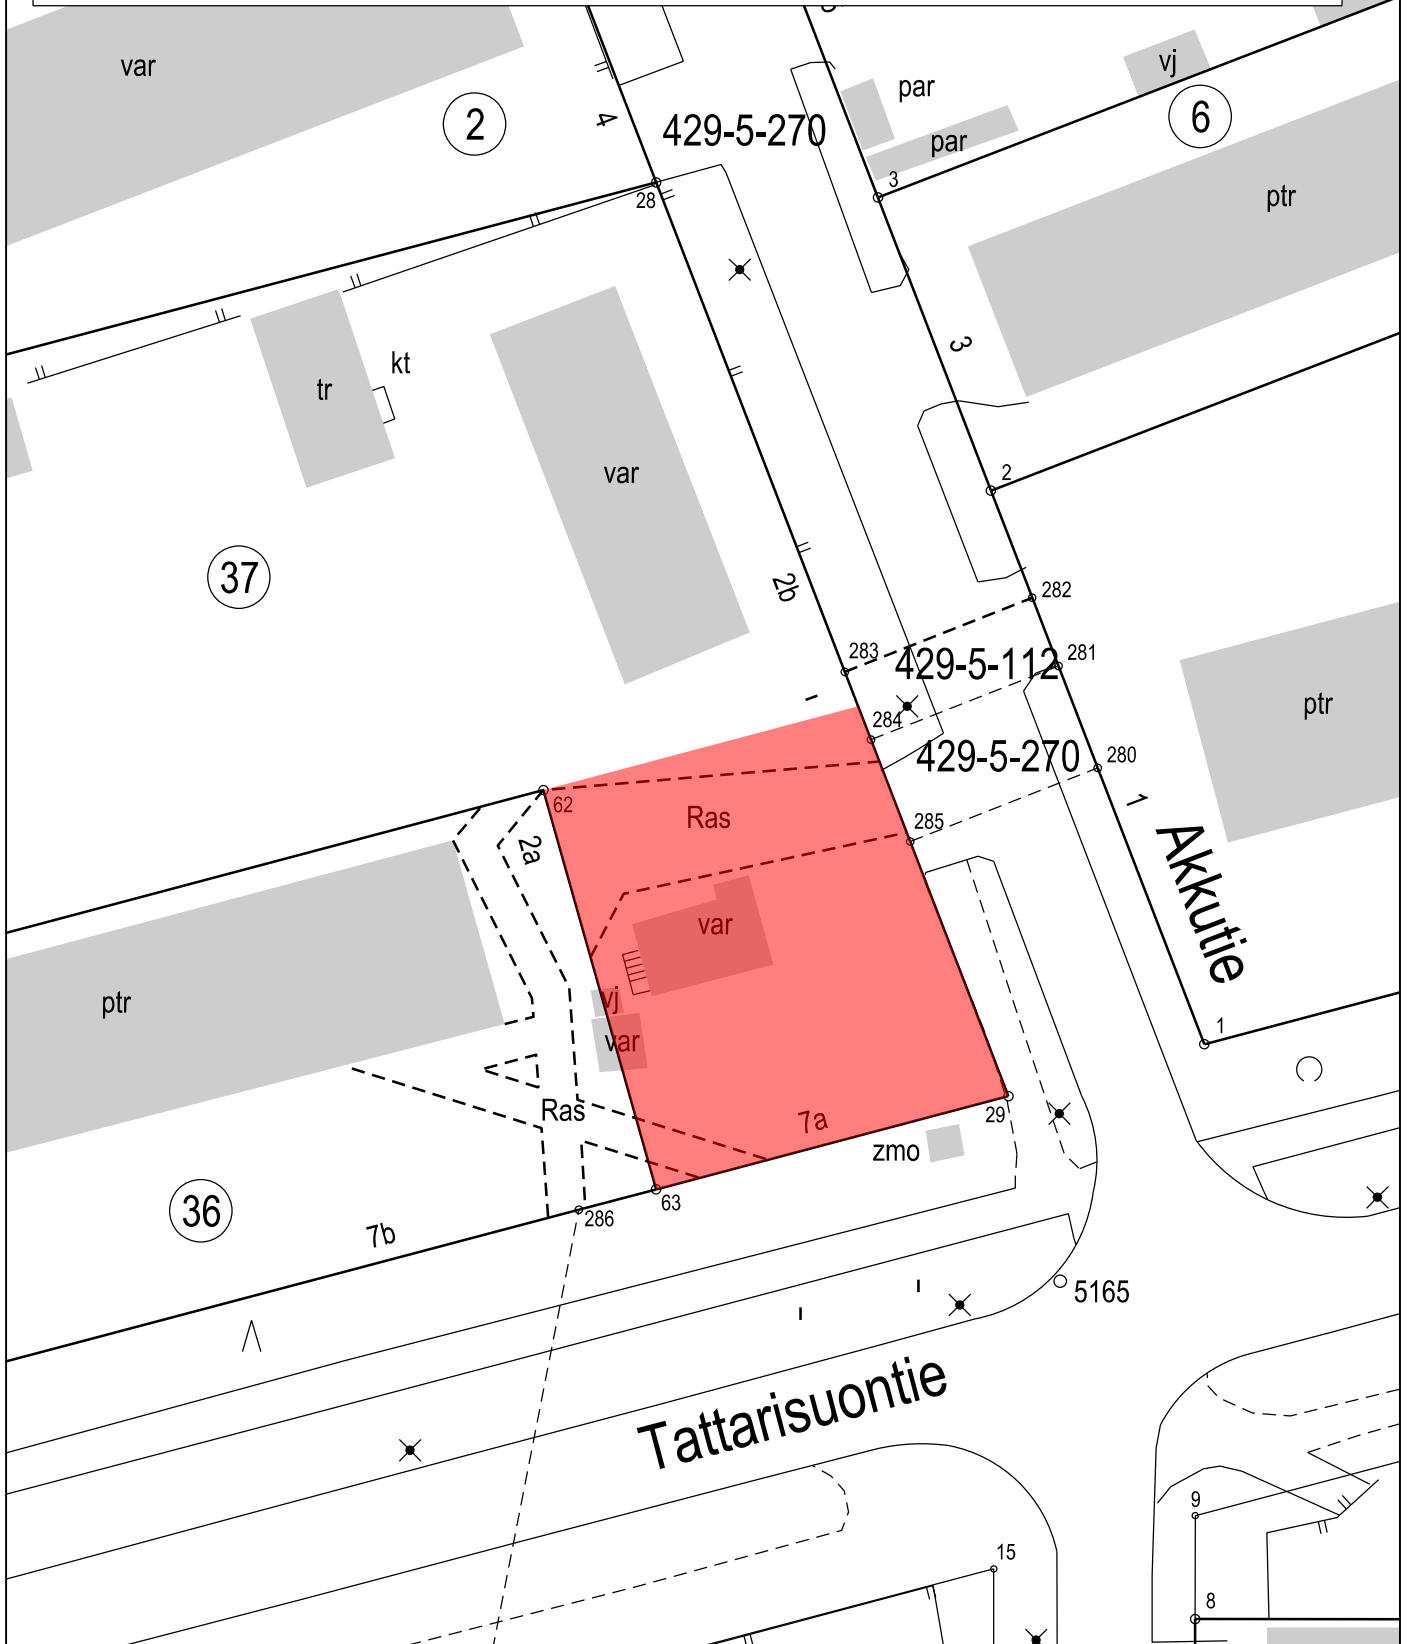 var
2
4
429-5-270
par
par
vj
6
3
28
ptr
tr
kt
3
var
2
37
2b
282
283
429-5-112
281
284
429-5-270
280
ptr
62
Ras
285
1
2a
var
Akkutie
ptr
vj
var
1
Ras
7a
29
zmo
36
63
286
7b
5165
Tattarisuontie
9
15
8